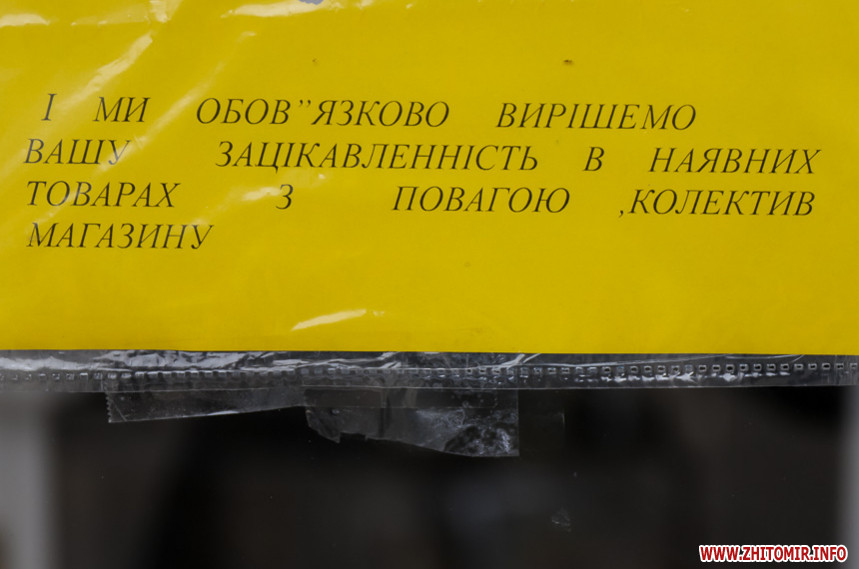 І МИ ОБОВ”ЯЗКОВО ВИРІШЕМО
ВАШУ ЗАЦІКАВЛЕННІСТЬ В НАЯВНИХ
ТОВАРАХ З ПОВАГОЮ ,КОЛЕКТИВ
МАГАЗИНУ
WWW.ZHITOMIR.INFO